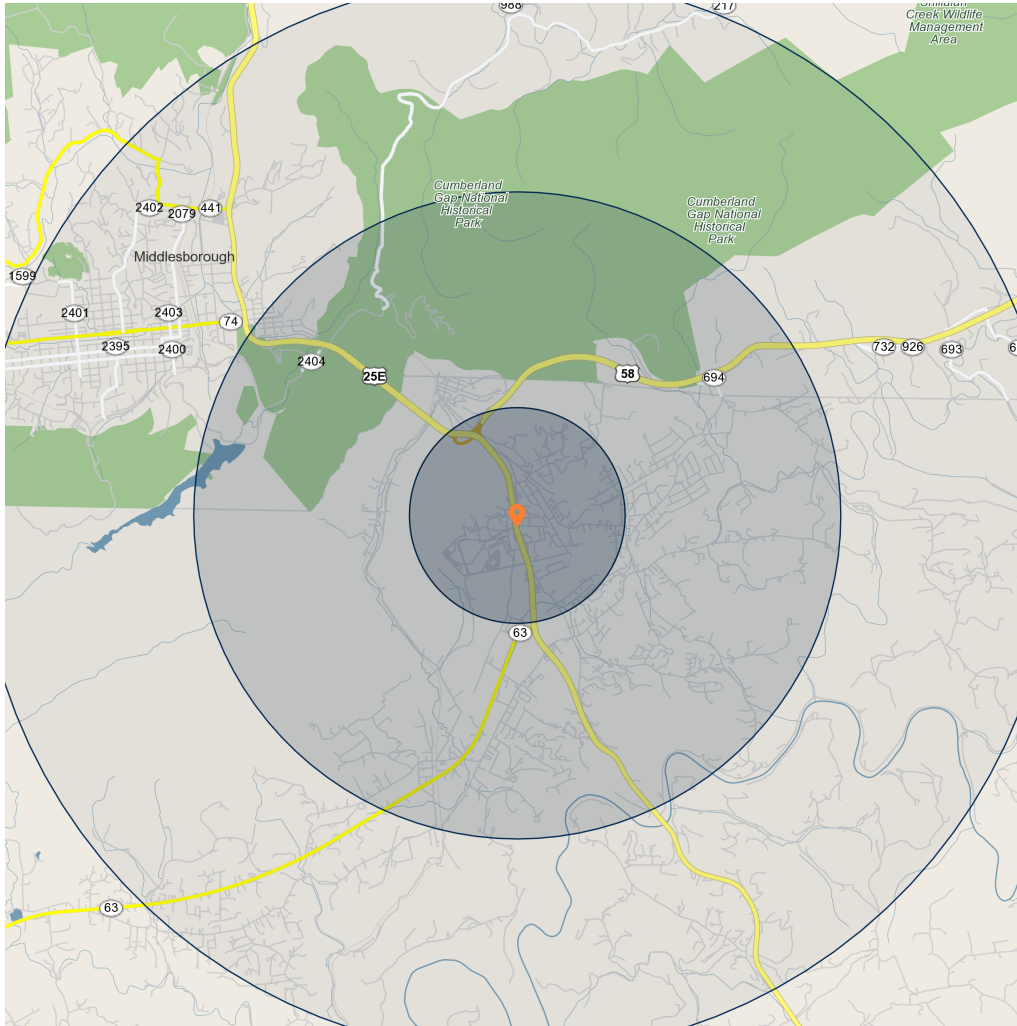 988
217
Creek Wildlife
Management
Area
Cumberland
Gap National
Historical
Park
Cumberland
Gap National
Historical
Park
2402
2079
441
Middlesborough
1599
2401
2403
74
2395
2400
2404
25E
58
694
732
926
693
63
63